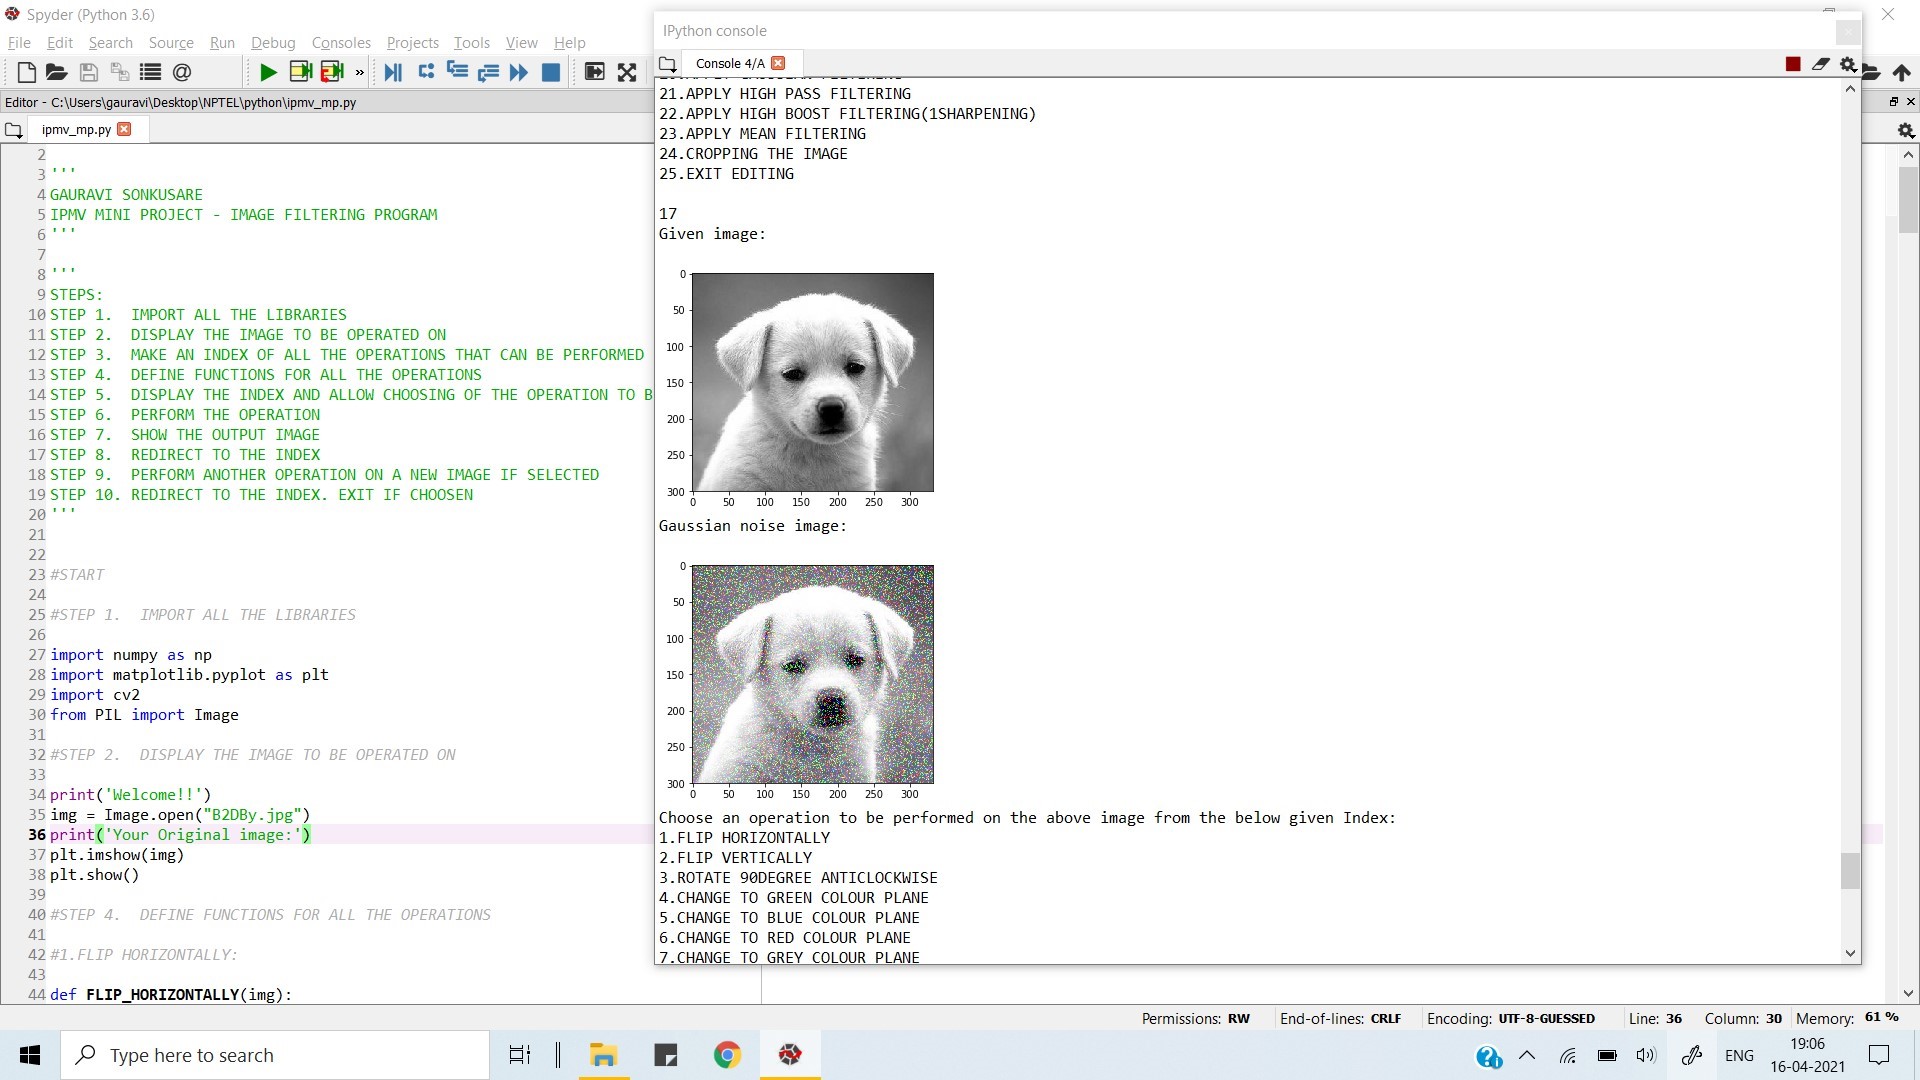 Spyder (Python 3.6)
File Edit Search Source Run Debug Consoles Projects Tools View Help
Editor - C:\Users\gauravi\Desktop\NPTEL\python\ipmv_mp.py
ipmv_mp.py
2
3 '''
4 GAURAVI SONKUSARE
5 IPMV MINI PROJECT - IMAGE FILTERING PROGRAM
6 '''
7
8 '''
9 STEPS:
10 STEP 1. IMPORT ALL THE LIBRARIES
11 STEP 2. DISPLAY THE IMAGE TO BE OPERATED ON
12 STEP 3. MAKE AN INDEX OF ALL THE OPERATIONS THAT CAN BE PERFORMED
13 STEP 4. DEFINE FUNCTIONS FOR ALL THE OPERATIONS
14 STEP 5. DISPLAY THE INDEX AND ALLOW CHOOSING OF THE OPERATION TO B
15 STEP 6. PERFORM THE OPERATION
16 STEP 7. SHOW THE OUTPUT IMAGE
17 STEP 8. REDIRECT TO THE INDEX
18 STEP 9. PERFORM ANOTHER OPERATION ON A NEW IMAGE IF SELECTED
19 STEP 10. REDIRECT TO THE INDEX. EXIT IF CHOOSEN
20 '''
21
22
23 #START
24
25 #STEP 1. IMPORT ALL THE LIBRARIES
26
27 import numpy as np
28 import matplotlib.pyplot as plt
29 import cv2
30 from PIL import Image
31
32 #STEP 2. DISPLAY THE IMAGE TO BE OPERATED ON
33
34 print('Welcome!!')
35 img = Image.open("B2DBy.jpg")
36 print('Your Original image:')
37 plt.imshow(img)
38 plt.show()
39
40 #STEP 4. DEFINE FUNCTIONS FOR ALL THE OPERATIONS
41
42 #1.FLIP HORIZONTALLY:
43
44 def FLIP_HORIZONTALLY(img):
IPython console
Console 4/A
21.APPLY HIGH PASS FILTERING
22.APPLY HIGH BOOST FILTERING(1SHARPENING)
23.APPLY MEAN FILTERING
24.CROPPING THE IMAGE
25.EXIT EDITING
17
Given image:
0
50
100
150
200
250
300
0 50 100 150 200 250 300
Gaussian noise image:
0
50
100
150
200
250
300
0 50 100 150 200 250 300
Choose an operation to be performed on the above image from the below given Index:
1.FLIP HORIZONTALLY
2.FLIP VERTICALLY
3.ROTATE 90DEGREE ANTICLOCKWISE
4.CHANGE TO GREEN COLOUR PLANE
5.CHANGE TO BLUE COLOUR PLANE
6.CHANGE TO RED COLOUR PLANE
7.CHANGE TO GREY COLOUR PLANE
Permissions: RW End-of-lines: CRLF Encoding: UTF-8-GUESSED Line: 36 Column: 30 Memory: 61 %
Type here to search
ENG
19:06
16-04-2021